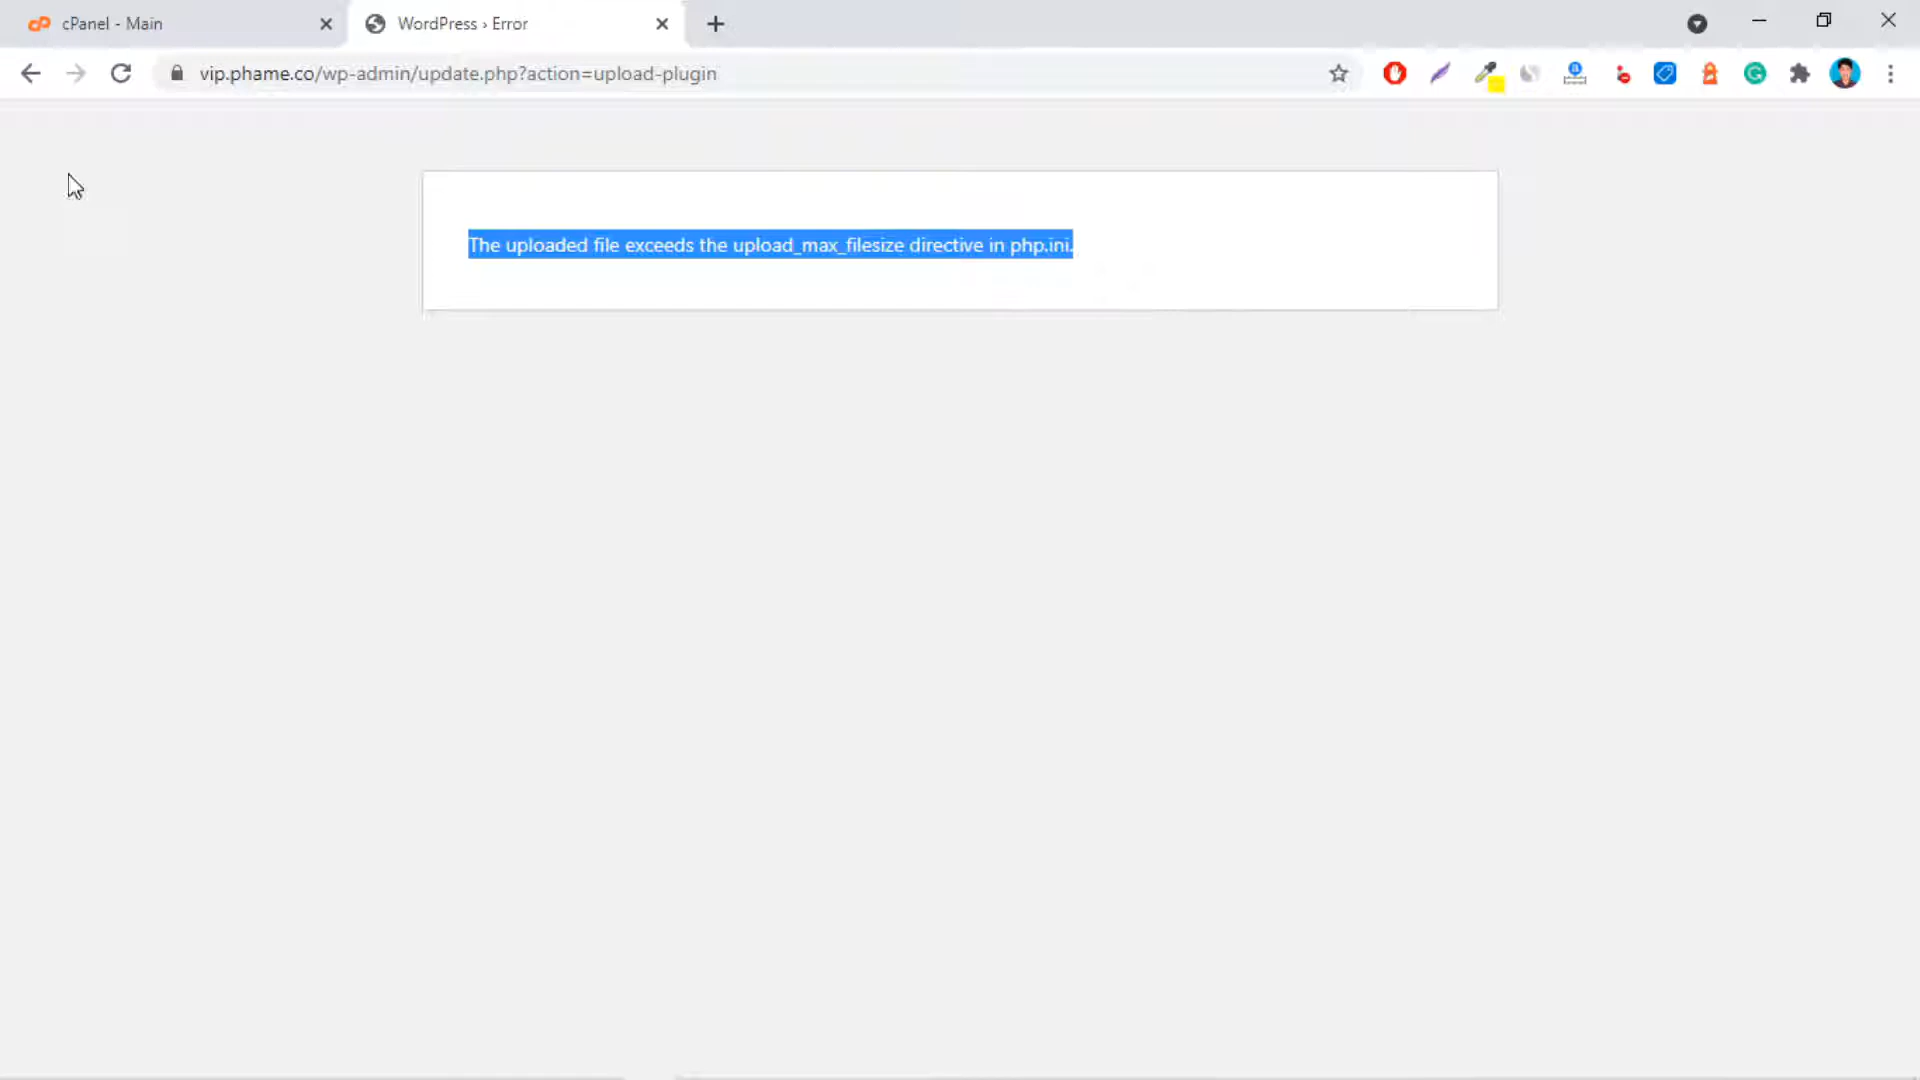 cPanel - Main
WordPress › Error
vip.phame.co/wp-admin/update.php?action=upload-plugin
The uploaded file exceeds the upload_max_filesize directive in php.ini.